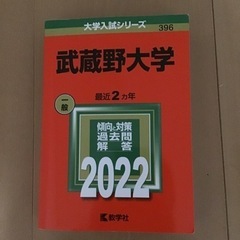 大学入試シリーズ
396
武蔵野大学
一般
最近2カ年
傾向と対策
過去問
解答
2022
教学社